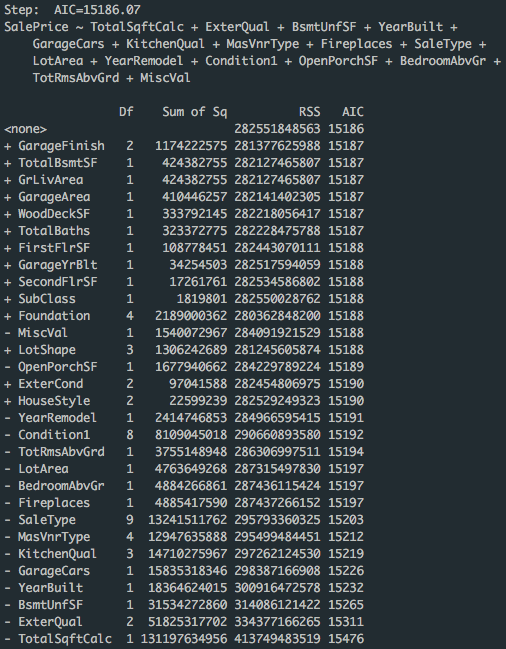 Step:  AIC=15186.07
SalePrice ~ TotalSqftCalc + ExterQual + BsmtUnfSF + YearBuilt +
    GarageCars + KitchenQual + MasVnrType + Fireplaces + SaleType +
    LotArea + YearRemodel + Condition1 + OpenPorchSF + BedroomAbvGr +
    TotRmsAbvGrd + MiscVal
                Df    Sum of Sq          RSS   AIC
<none>                          282551848563 15186
+ GarageFinish   2   1174222575 281377625988 15187
+ TotalBsmtSF    1    424382755 282127465807 15187
+ GrLivArea      1    424382755 282127465807 15187
+ GarageArea     1    410446257 282141402305 15187
+ WoodDeckSF     1    333792145 282218056417 15187
+ TotalBaths     1    323372775 282228475788 15187
+ FirstFlrSF     1    108778451 282443070111 15188
+ GarageYrBlt    1     34254503 282517594059 15188
+ SecondFlrSF    1     17261761 282534586802 15188
+ SubClass       1      1819801 282550028762 15188
+ Foundation     4   2189000362 280362848200 15188
- MiscVal        1   1540072967 284091921529 15188
+ LotShape       3   1306242689 281245605874 15188
- OpenPorchSF    1   1677940662 284229789224 15189
+ ExterCond      2     97041588 282454806975 15190
+ HouseStyle     2     22599239 282529249323 15190
- YearRemodel    1   2414746853 284966595415 15191
- Condition1     8   8109045018 290660893580 15192
- TotRmsAbvGrd   1   3755148948 286306997511 15194
- LotArea        1   4763649268 287315497830 15197
- BedroomAbvGr   1   4884266861 287436115424 15197
- Fireplaces     1   4885417590 287437266152 15197
- SaleType       9  13241511762 295793360325 15203
- MasVnrType     4  12947635888 295499484451 15212
- KitchenQual    3  14710275967 297262124530 15219
- GarageCars     1  15835318346 298387166908 15226
- YearBuilt      1  18364624015 300916472578 15232
- BsmtUnfSF      1  31534272860 314086121422 15265
- ExterQual      2  51825317702 334377166265 15311
- TotalSqftCalc  1 131197634956 413749483519 15476